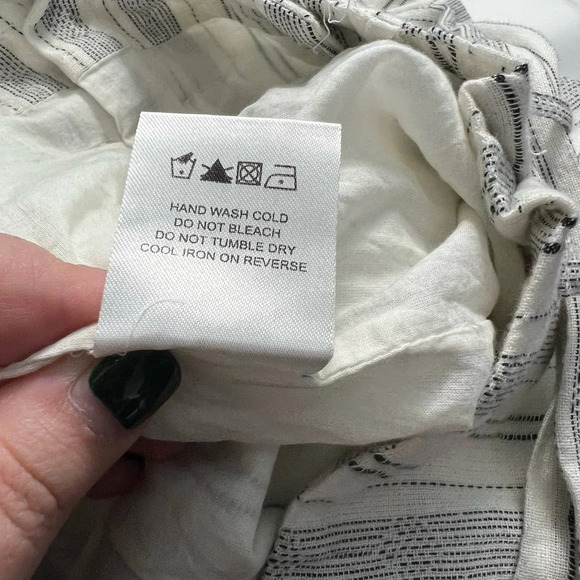 HAND WASH COLD
DO NOT BLEACH
DO NOT TUMBLE DRY
COOL IRON ON REVERSE